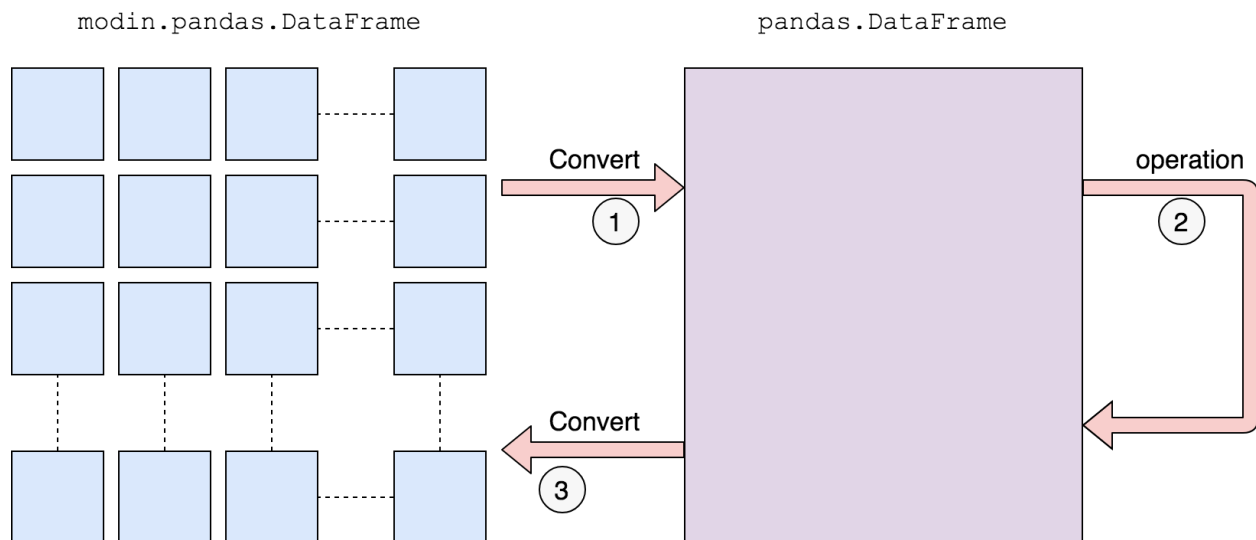 modin.pandas.DataFrame
pandas.DataFrame
Convert
1
operation
2
Convert
3